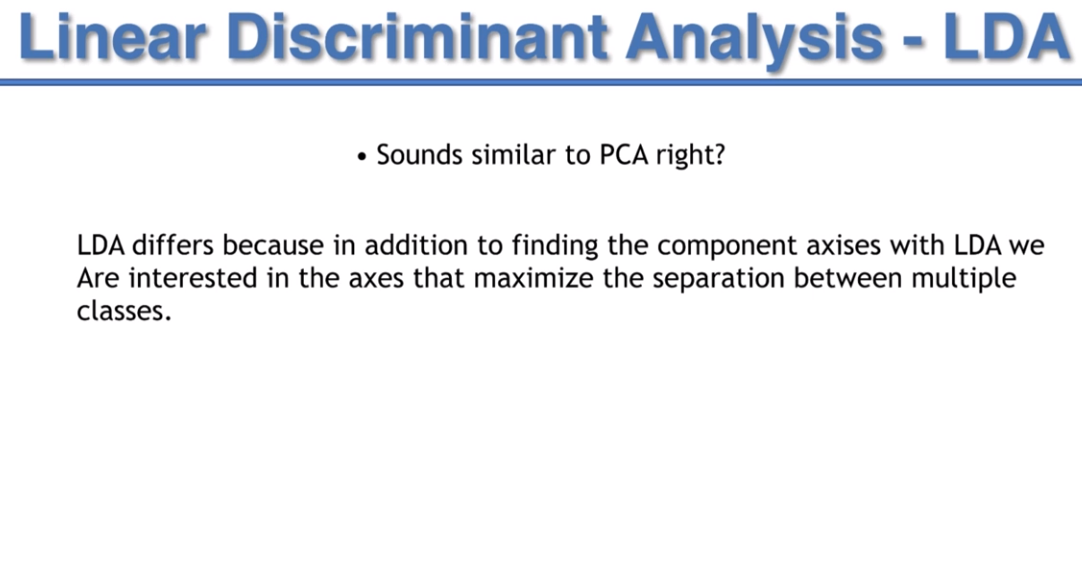 Linear Discriminant Analysis - LDA
• Sounds similar to PCA right?
LDA differs because in addition to finding the component axises with LDA we
Are interested in the axes that maximize the separation between multiple
classes.